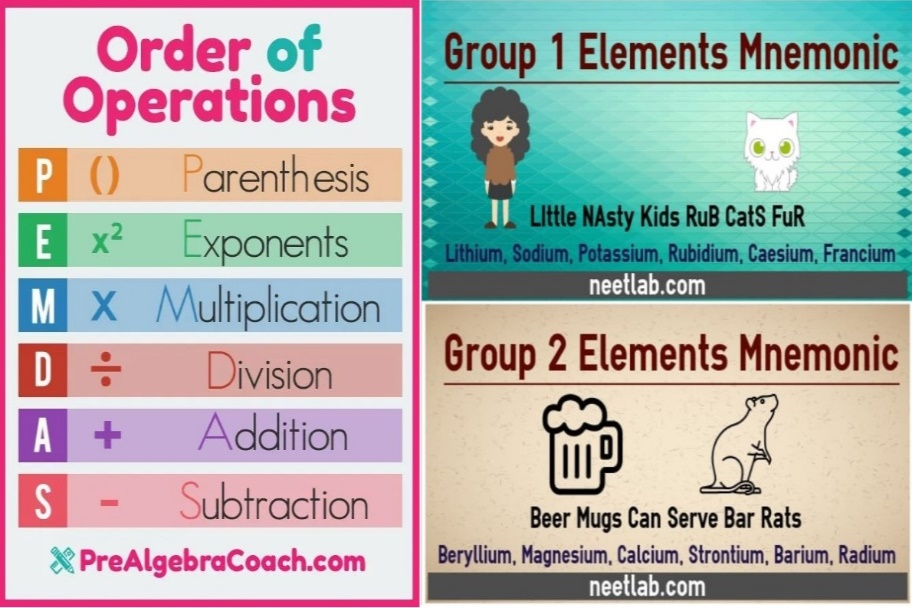 Order of
Operations
P () Parenthesis
E x² Exponents
M x Multiplication
D ÷ Division
A + Addition
S - Subtraction
PreAlgebraCoach.com
Group 1 Elements Mnemonic
LIttle NAsty Kids RuB CatS FuR
Lithium, Sodium, Potassium, Rubidium, Caesium, Francium
neetlab.com
Group 2 Elements Mnemonic
Beer Mugs Can Serve Bar Rats
Beryllium, Magnesium, Calcium, Strontium, Barium, Radium
neetlab.com